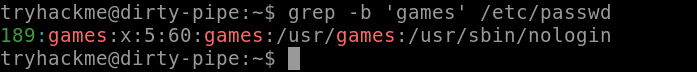 tryhackme@dirty-pipe:~$ grep -b 'games' /etc/passwd
189:games:x:5:60:games:/usr/games:/usr/sbin/nologin
tryhackme@dirty-pipe:~$